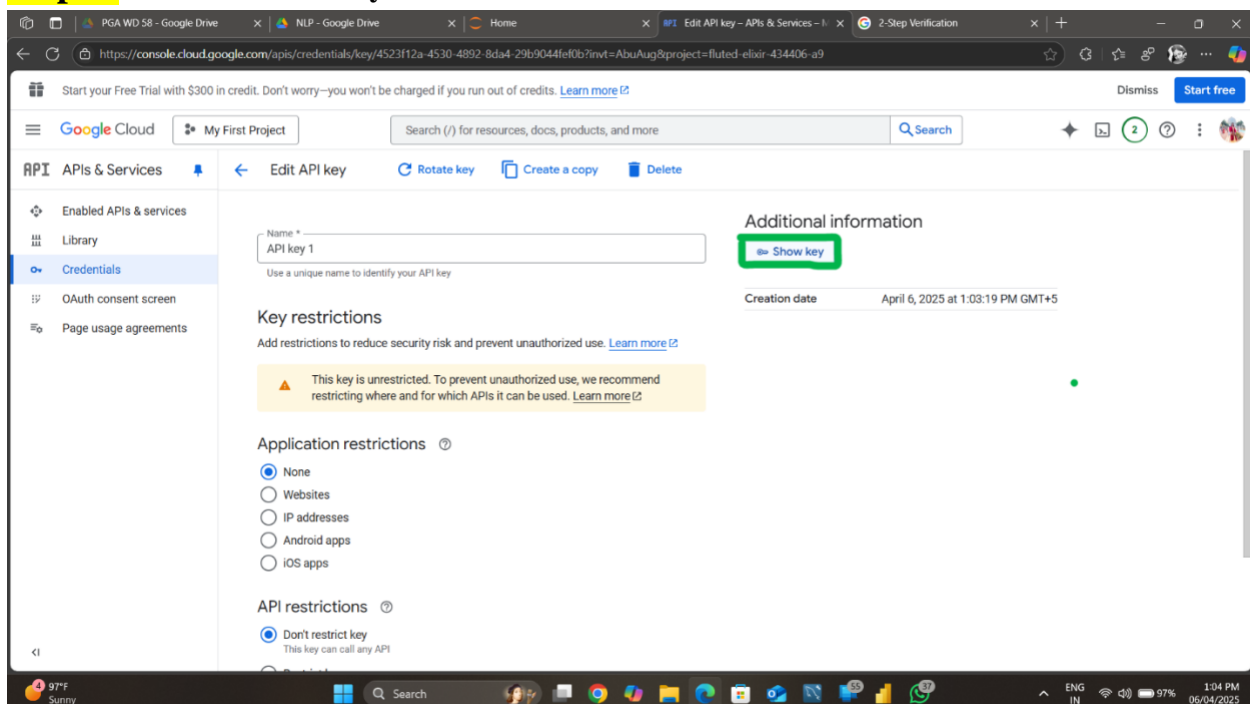 PGA WD 58 - Google Drive
NLP - Google Drive
Home
Edit API key – APIs & Services –
2-Step Verification
https://console.cloud.google.com/apis/credentials/key/4523f12a-4530-4892-8da4-29b9044fef0b?invt=AbuAug&project=fluted-elixir-434406-a9
Start your Free Trial with $300 in credit. Don't worry—you won't be charged if you run out of credits. Learn more
Dismiss
Start free
Google Cloud
My First Project
Search (/) for resources, docs, products, and more
Search
2
API APIs & Services
Edit API key
Rotate key
Create a copy
Delete
Enabled APIs & services
Library
Credentials
OAuth consent screen
Page usage agreements
Name *
API key 1
Use a unique name to identify your API key
Key restrictions
Add restrictions to reduce security risk and prevent unauthorized use. Learn more
This key is unrestricted. To prevent unauthorized use, we recommend
restricting where and for which APIs it can be used. Learn more
Application restrictions
None
Websites
IP addresses
Android apps
iOS apps
API restrictions
Don't restrict key
This key can call any API
Additional information
Show key
Creation date April 6, 2025 at 1:03:19 PM GMT+5
4
97°F
Sunny
Search
55
37
ENG
IN
97%
1:04 PM
06/04/2025